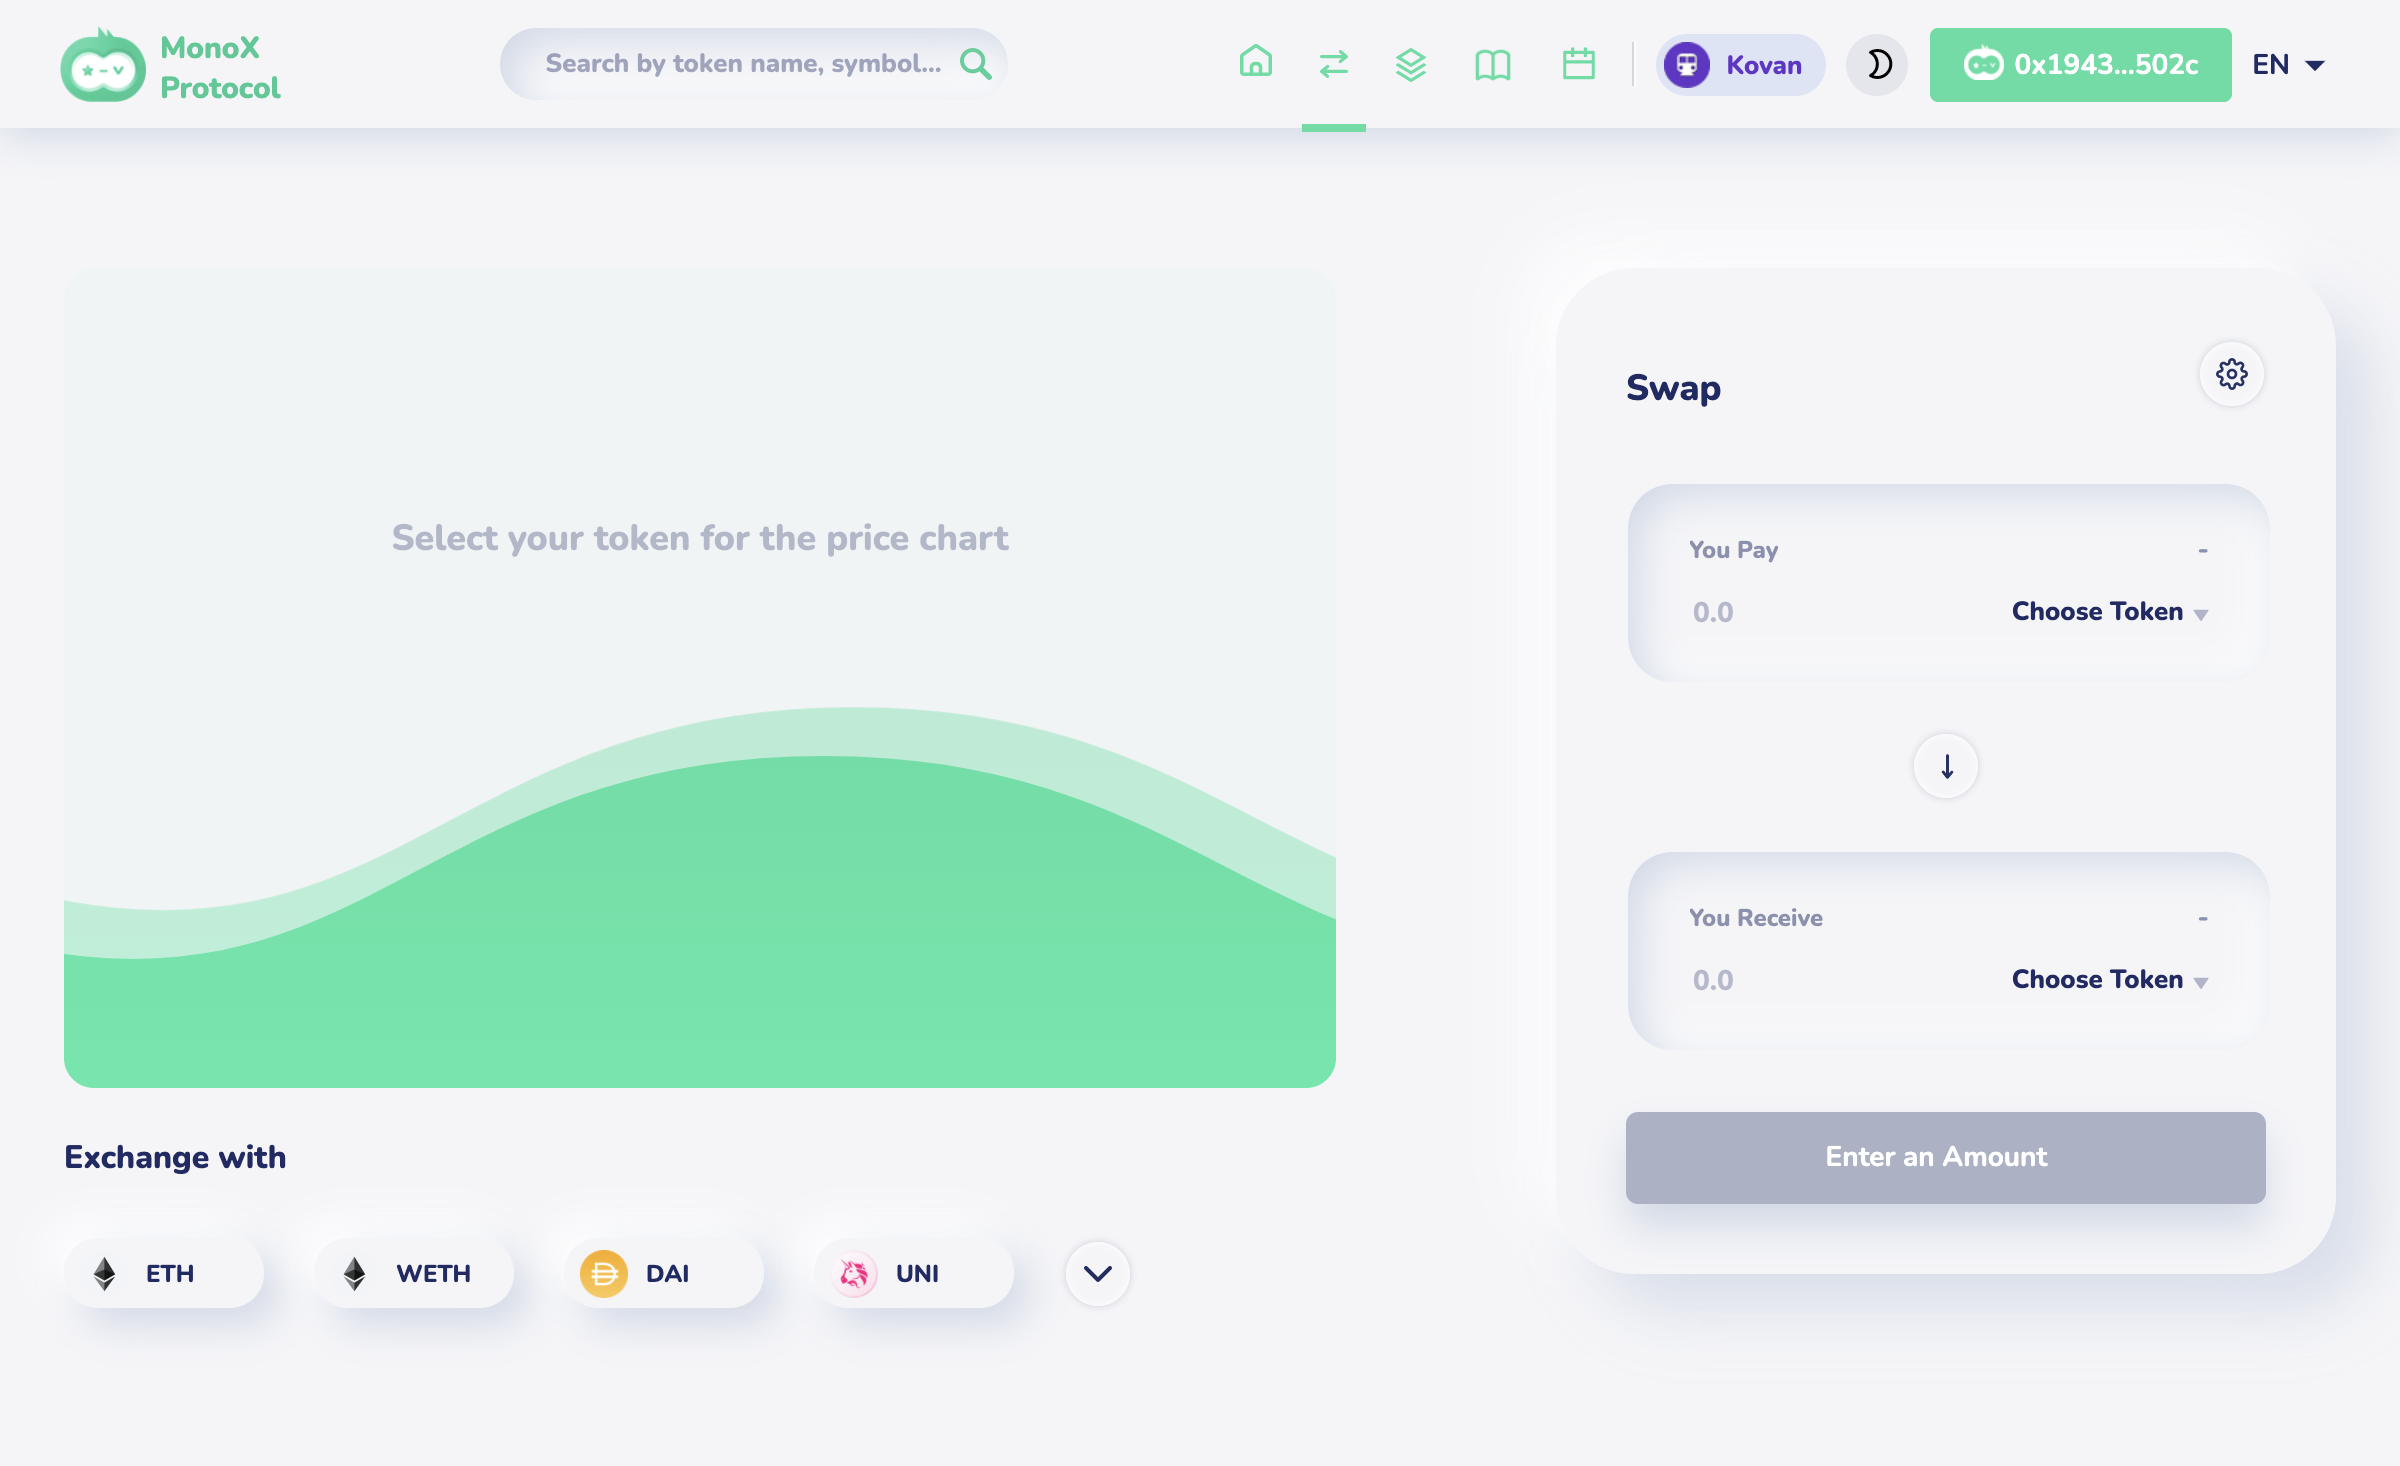 MonoX
Protocol
Search by token name, symbol...
Kovan
0x1943...502c
EN
Select your token for the price chart
Swap
You Pay
-
0.0
Choose Token
You Receive
-
0.0
Choose Token
Enter an Amount
Exchange with
ETH
WETH
DAI
UNI